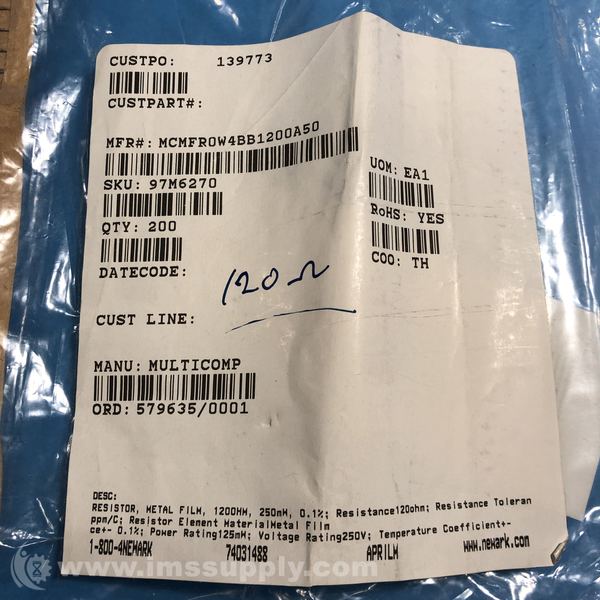 CUSTPO: 139773
CUSTPART#:
MFR#: MCMFR0W4BB1200A50
UOM: EA1
SKU: 97M6270
RoHS: YES
QTY: 200
COO: TH
DATECODE:
120 Ω
CUST LINE:
MANU: MULTICOMP
ORD: 579635/0001
DESC:
RESISTOR, METAL FILM, 120OHM, 250mW, 0.1%; Resistance120ohm; Resistance Toleran
ppm/C; Resistor Element MaterialMetal Film
ce+- 0.1%; Power Rating125mW; Voltage Rating250V; Temperature Coefficient+-
1-800-4NEWARK 74031488 APRILM www.newark.com
www.imssupply.com